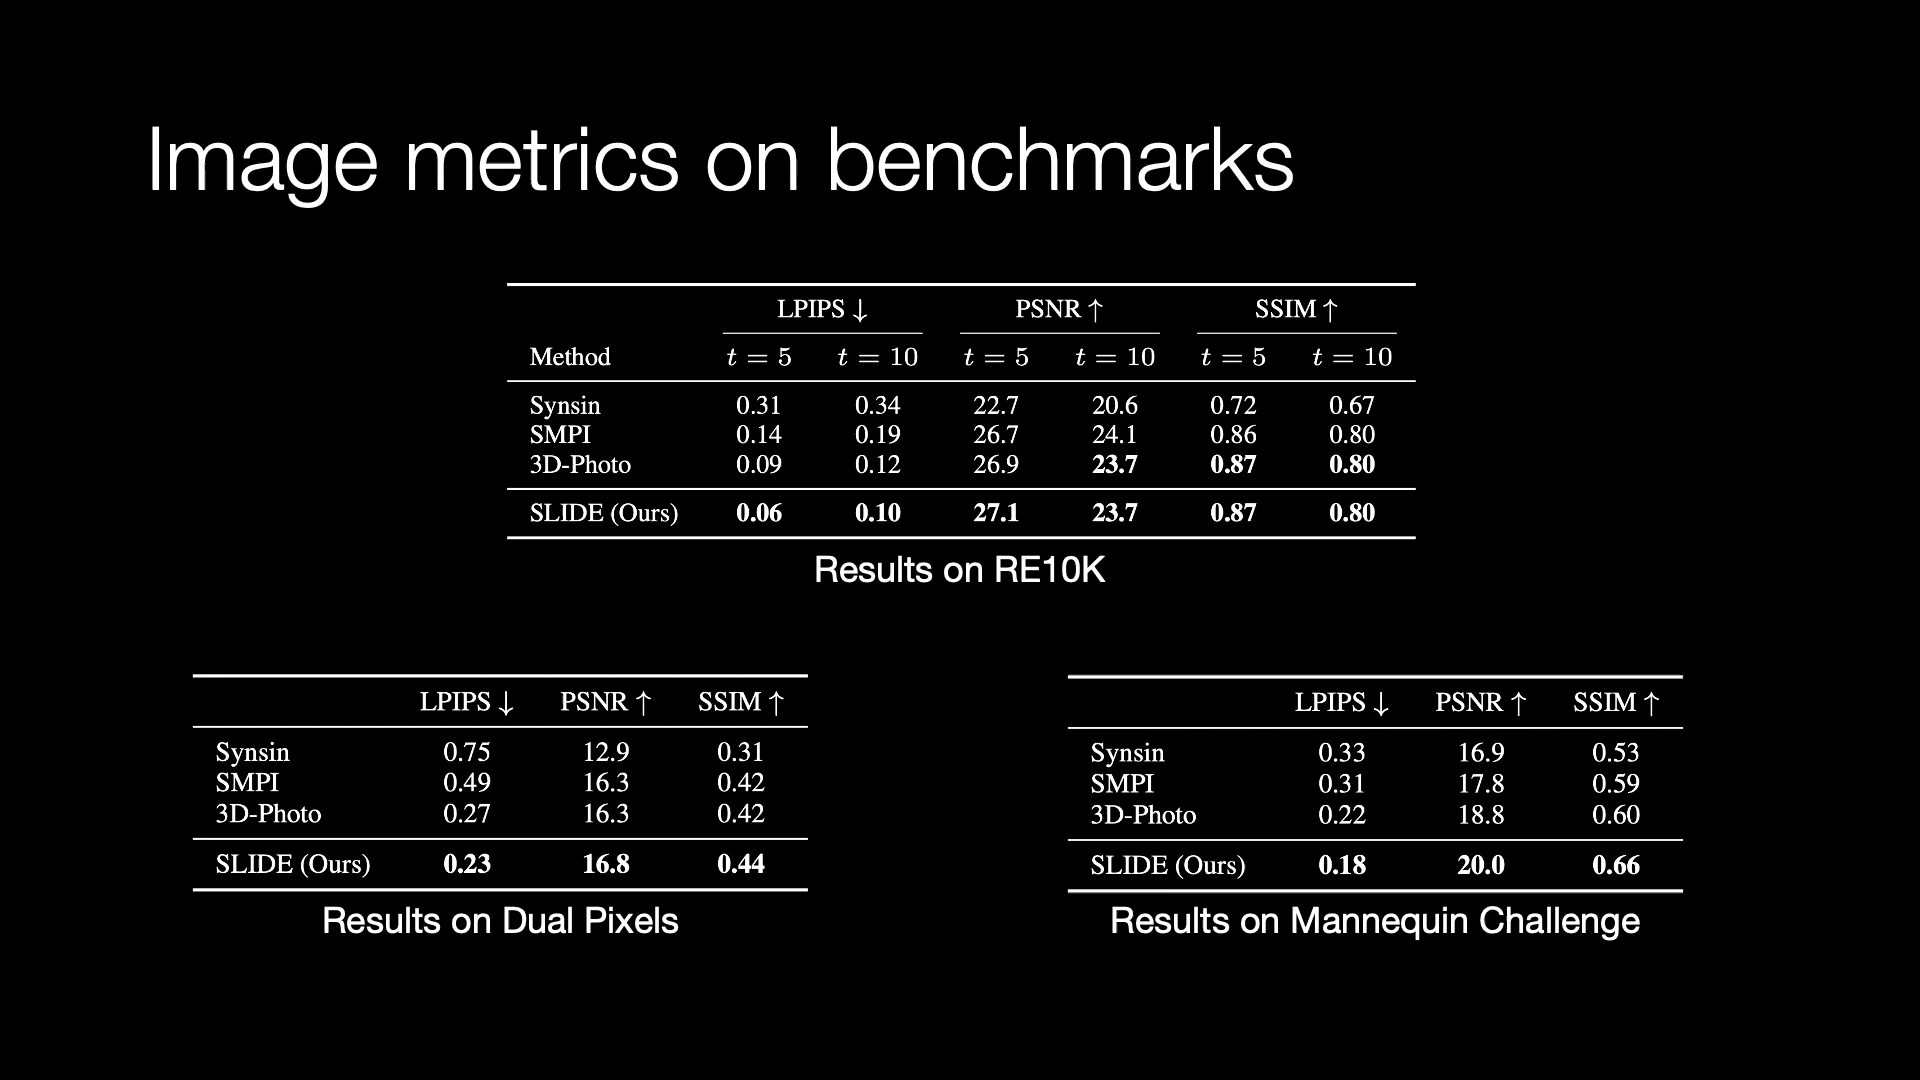 Image metrics on benchmarks
LPIPS ↓ PSNR ↑ SSIM ↑
Method t = 5 t = 10 t = 5 t = 10 t = 5 t = 10
Synsin 0.31 0.34 22.7 20.6 0.72 0.67
SMPI 0.14 0.19 26.7 24.1 0.86 0.80
3D-Photo 0.09 0.12 26.9 23.7 0.87 0.80
SLIDE (Ours) 0.06 0.10 27.1 23.7 0.87 0.80
Results on RE10K
LPIPS ↓ PSNR ↑ SSIM ↑
Synsin 0.75 12.9 0.31
SMPI 0.49 16.3 0.42
3D-Photo 0.27 16.3 0.42
SLIDE (Ours) 0.23 16.8 0.44
Results on Dual Pixels
LPIPS ↓ PSNR ↑ SSIM ↑
Synsin 0.33 16.9 0.53
SMPI 0.31 17.8 0.59
3D-Photo 0.22 18.8 0.60
SLIDE (Ours) 0.18 20.0 0.66
Results on Mannequin Challenge